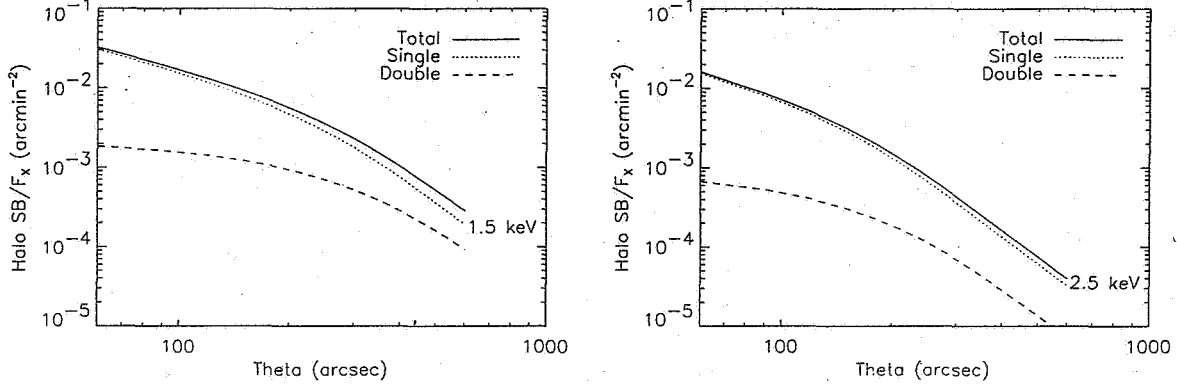 10⁻¹
10⁻²
10⁻³
10⁻⁴
10⁻⁵
Halo SB/Fₓ (arcmin⁻²)
Total
Single
Double
1.5 keV
100
1000
Theta (arcsec)
10⁻¹
10⁻²
10⁻³
10⁻⁴
10⁻⁵
Halo SB/Fₓ (arcmin⁻²)
Total
Single
Double
2.5 keV
100
1000
Theta (arcsec)